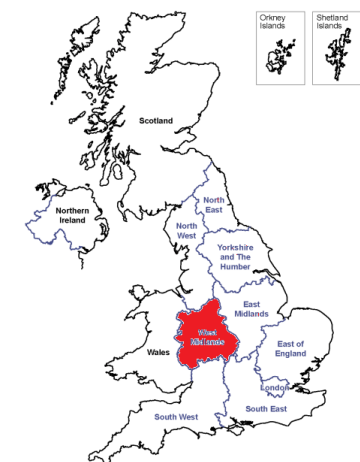 Orkney
Islands
Shetland
Islands
Scotland
North
East
Northern
Ireland
North
West
Yorkshire
and The
Humber
East
Midlands
West
Midlands
East of
England
Wales
London
South West
South East